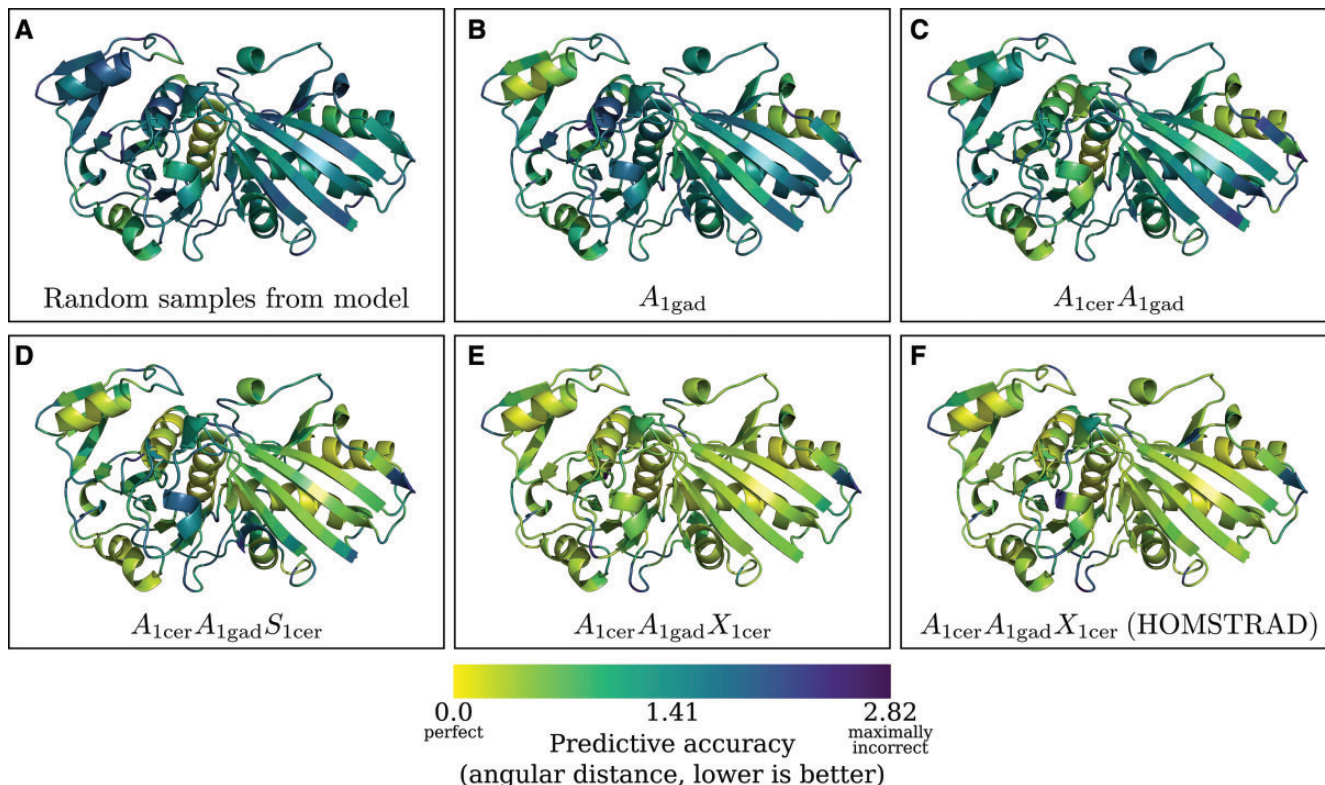 A
Random samples from model
B
A1gad
C
A1cerA1gad
D
A1cerA1gadS1cer
E
A1cerA1gadX1cer
F
A1cerA1gadX1cer (HOMSTRAD)
0.0 1.41 2.82
perfect maximally
incorrect
Predictive accuracy
(angular distance, lower is better)